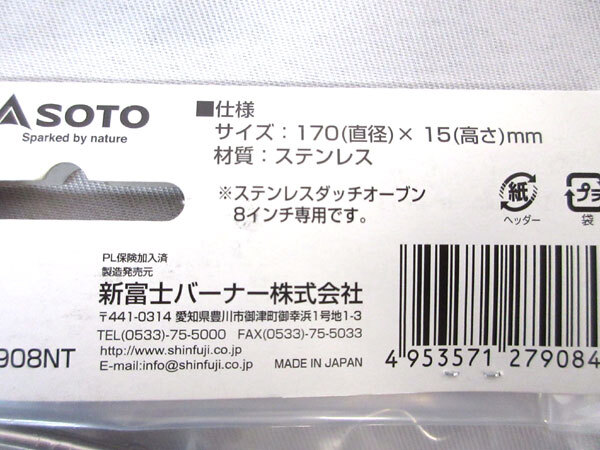 SOTO
Sparked by nature
■仕様
サイズ：170(直径)× 15(高さ)mm
材質：ステンレス
※ステンレスダッチオーブン
8インチ専用です。
紙
ヘッダー
プラ
袋
PL保険加入済
製造発売元
新富士バーナー株式会社
〒441-0314 愛知県豊川市御津町御幸浜1号地1-3
TEL(0533)-75-5000 FAX(0533)-75-5033
http://www.shinfuji.co.jp
E-mail:info@shinfuji.co.jp
MADE IN JAPAN
908NT
4 953571 279084